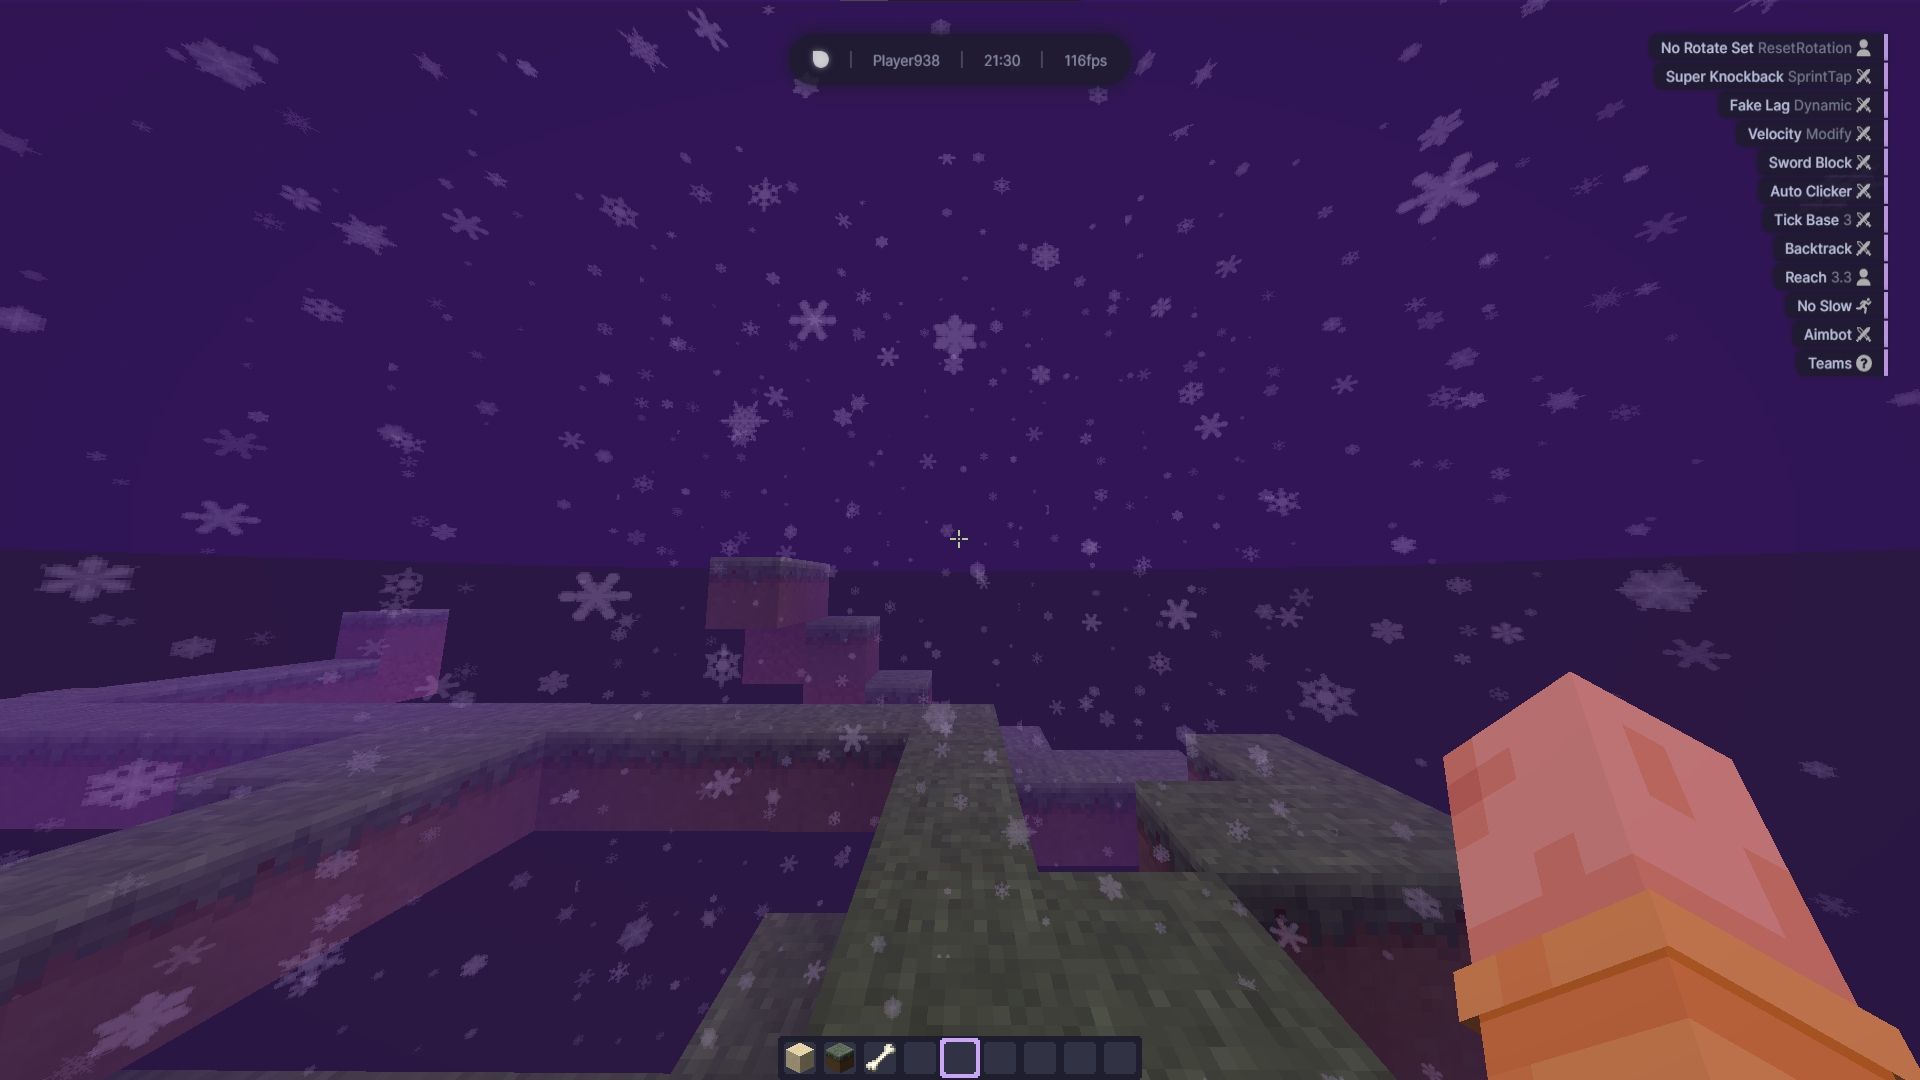 Player938 | 21:30 | 116fps
No Rotate Set ResetRotation
Super Knockback SprintTap
Fake Lag Dynamic
Velocity Modify
Sword Block
Auto Clicker
Tick Base 3
Backtrack
Reach 3.3
No Slow
Aimbot
Teams